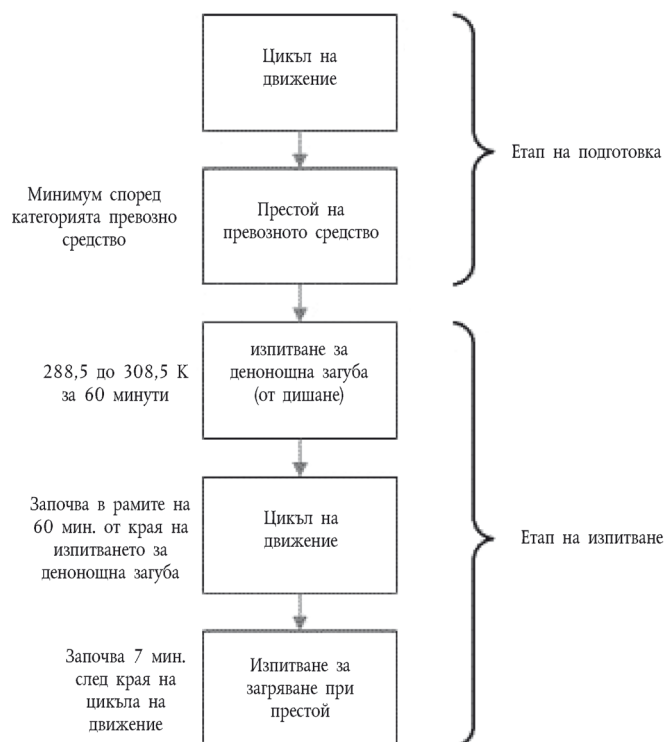 Цикъл на
движение
Етап на подготовка
Минимум според
категорията превозно
средство
Престой на
превозното средство
288,5 до 308,5 К
за 60 минути
изпитване за
денонощна загуба
(от дишане)
Започва в рамите на
60 мин. от края на
изпитването за
денонощна загуба
Цикъл на
движение
Етап на изпитване
Започва 7 мин.
след края на
цикъла на
движение
Изпитване за
загряване при
престой